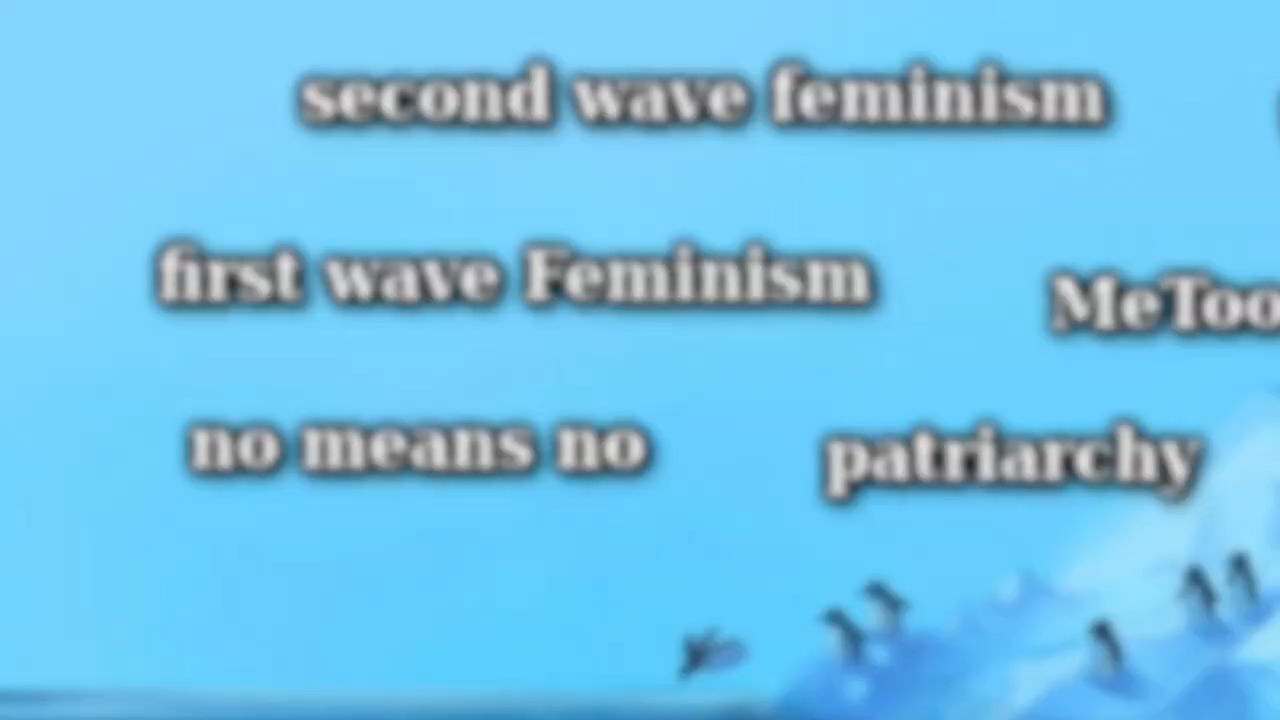 second wave feminism
first wave Feminism
MeToo
no means no
patriarchy